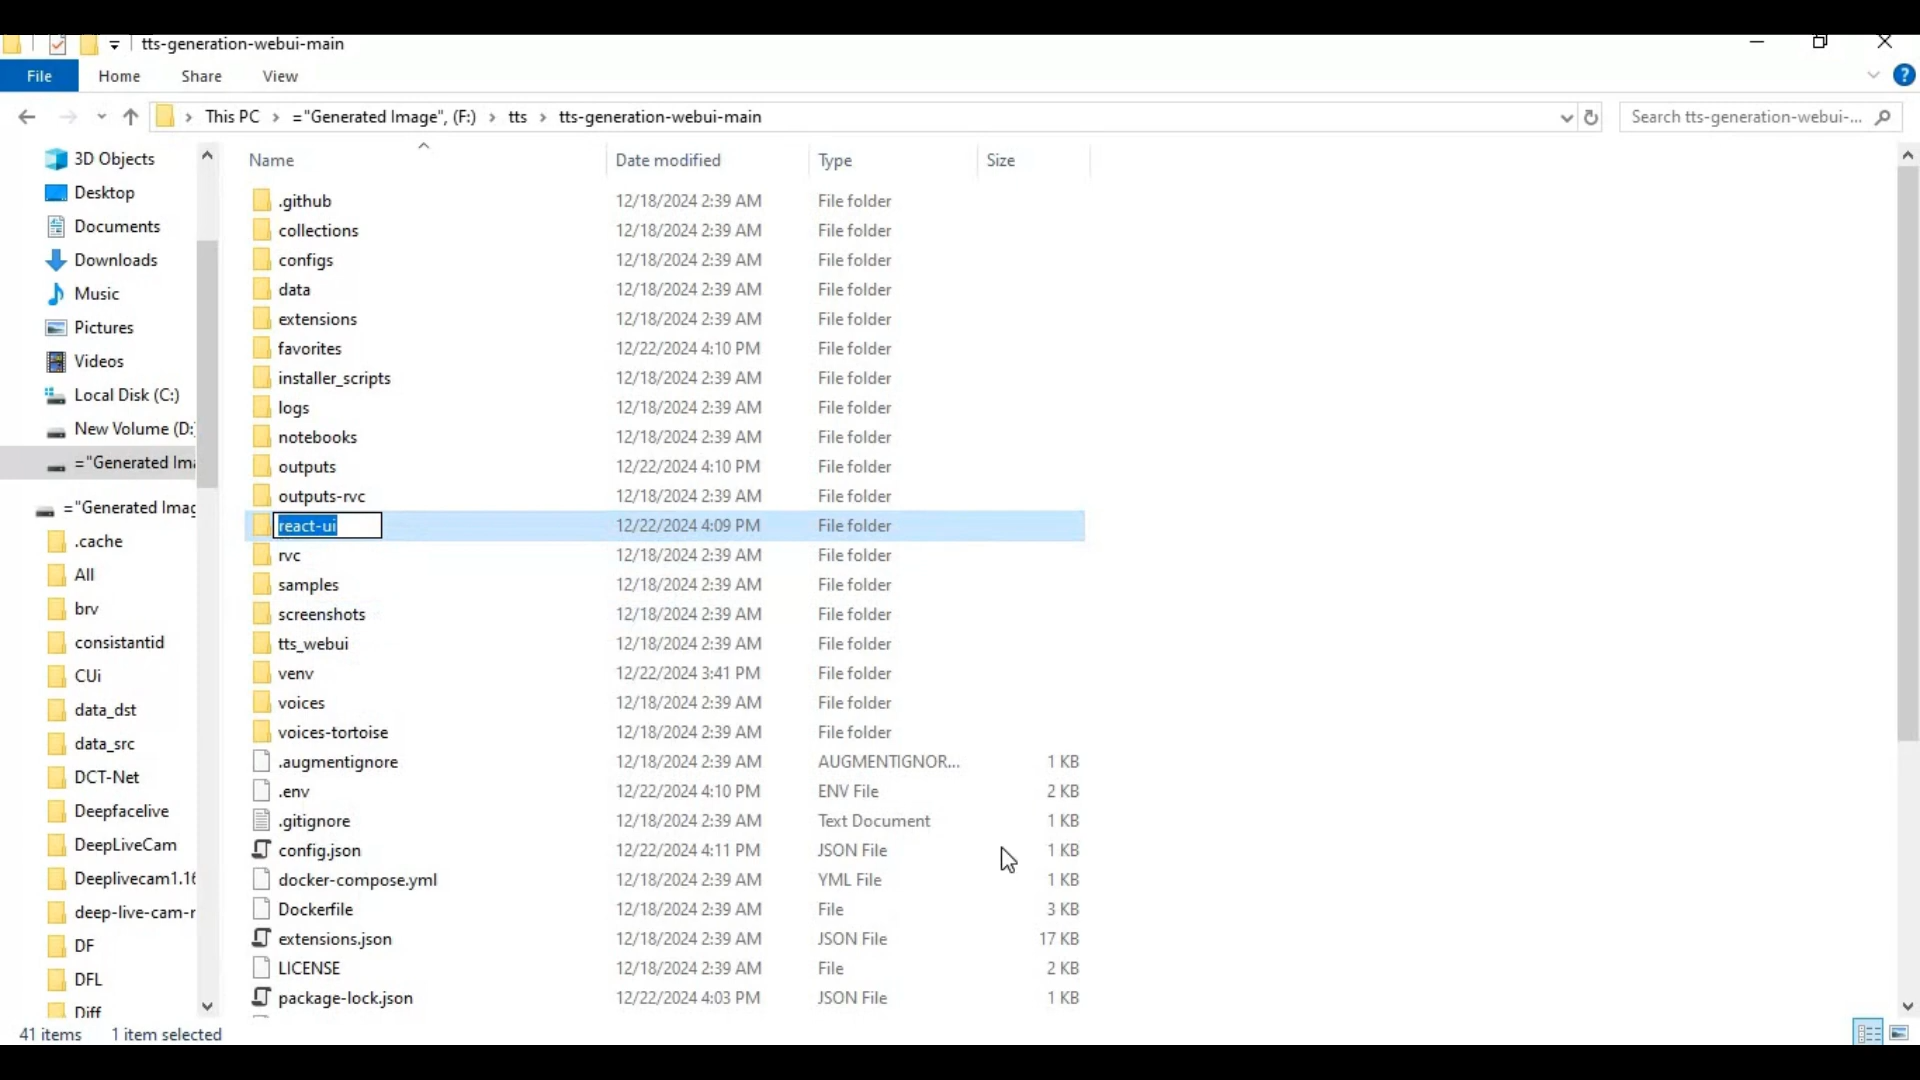 tts-generation-webui-main
File Home Share View
This PC > ="Generated Image", (F:) > tts > tts-generation-webui-main
Search tts-generation-webui-...
3D Objects
Desktop
Documents
Downloads
Music
Pictures
Videos
Local Disk (C:)
New Volume (D:
="Generated Ima
="Generated Imag
.cache
All
brv
consistantid
CUi
data_dst
data_src
DCT-Net
Deepfacelive
DeepLiveCam
Deeplivecam1.16
deep-live-cam-r
DF
DFL
Diff
Name Date modified Type Size
.github 12/18/2024 2:39 AM File folder
collections 12/18/2024 2:39 AM File folder
configs 12/18/2024 2:39 AM File folder
data 12/18/2024 2:39 AM File folder
extensions 12/18/2024 2:39 AM File folder
favorites 12/22/2024 4:10 PM File folder
installer_scripts 12/18/2024 2:39 AM File folder
logs 12/18/2024 2:39 AM File folder
notebooks 12/18/2024 2:39 AM File folder
outputs 12/22/2024 4:10 PM File folder
outputs-rvc 12/18/2024 2:39 AM File folder
react-ui 12/22/2024 4:09 PM File folder
rvc 12/18/2024 2:39 AM File folder
samples 12/18/2024 2:39 AM File folder
screenshots 12/18/2024 2:39 AM File folder
tts_webui 12/18/2024 2:39 AM File folder
venv 12/22/2024 3:41 PM File folder
voices 12/18/2024 2:39 AM File folder
voices-tortoise 12/18/2024 2:39 AM File folder
.augmentignore 12/18/2024 2:39 AM AUGMENTIGNOR... 1 KB
.env 12/22/2024 4:10 PM ENV File 2 KB
.gitignore 12/18/2024 2:39 AM Text Document 1 KB
config.json 12/22/2024 4:11 PM JSON File 1 KB
docker-compose.yml 12/18/2024 2:39 AM YML File 1 KB
Dockerfile 12/18/2024 2:39 AM File 3 KB
extensions.json 12/18/2024 2:39 AM JSON File 17 KB
LICENSE 12/18/2024 2:39 AM File 2 KB
package-lock.json 12/22/2024 4:03 PM JSON File 1 KB
41 items 1 item selected